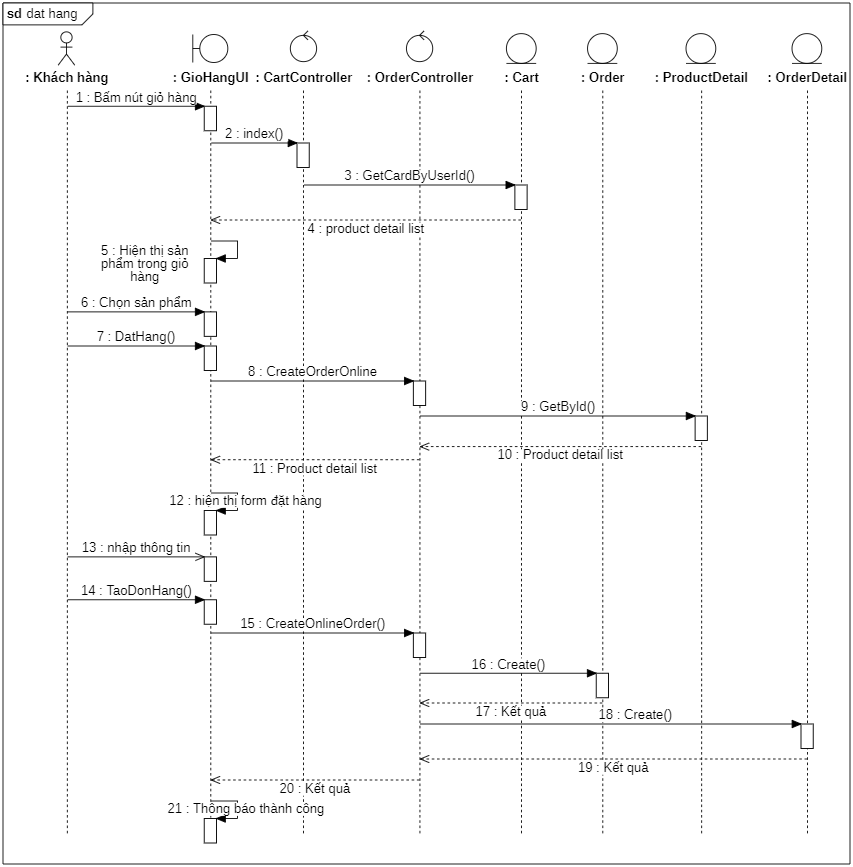 sd dat hang
: Khách hàng
: GioHangUI
: CartController
: OrderController
: Cart
: Order
: ProductDetail
: OrderDetail
1 : Bấm nút giỏ hàng
2 : index()
3 : GetCardByUserId()
4 : product detail list
5 : Hiện thị sản
phẩm trong giỏ
hàng
6 : Chọn sản phẩm
7 : DatHang()
8 : CreateOrderOnline
9 : GetById()
10 : Product detail list
11 : Product detail list
12 : hiện thị form đặt hàng
13 : nhập thông tin
14 : TaoDonHang()
15 : CreateOnlineOrder()
16 : Create()
17 : Kết quả
18 : Create()
19 : Kết quả
20 : Kết quả
21 : Thông báo thành công